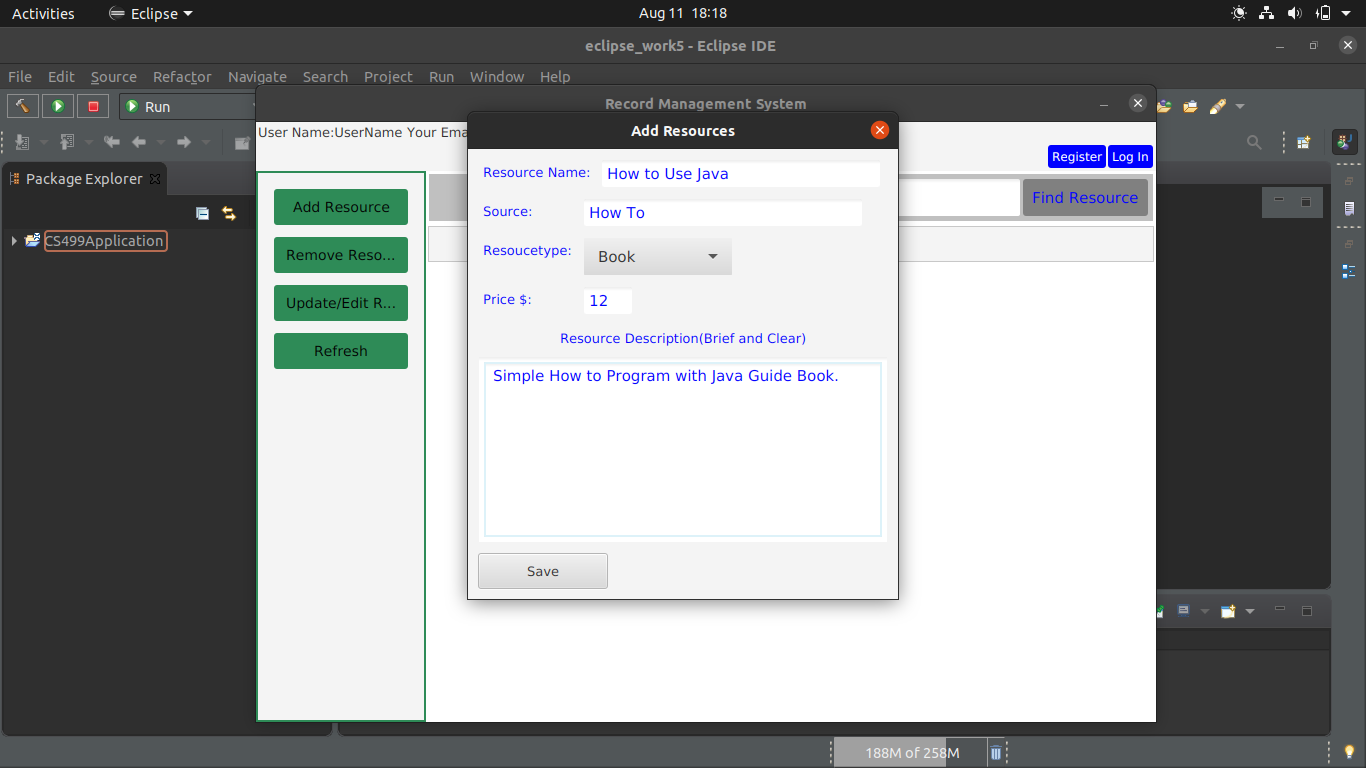 Activities Eclipse Aug 11 18:18
eclipse_work5 - Eclipse IDE
File Edit Source Refactor Navigate Search Project Run Window Help
Run
Record Management System
User Name:UserName Your Ema
Register Log In
Package Explorer
CS499Application
Add Resource
Remove Reso...
Update/Edit R...
Refresh
Find Resource
Add Resources
Resource Name: How to Use Java
Source: How To
Resoucetype: Book
Price $: 12
Resource Description(Brief and Clear)
Simple How to Program with Java Guide Book.
Save
188M of 258M